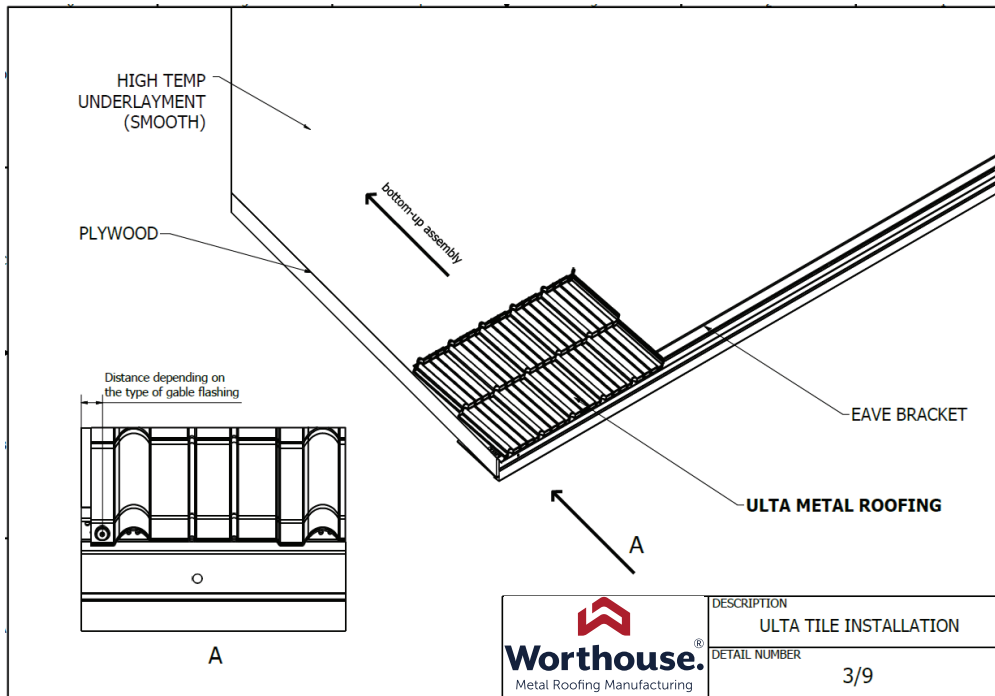 HIGH TEMP
UNDERLAYMENT
(SMOOTH)
bottom-up assembly
PLYWOOD
Distance depending on
the type of gable flashing
EAVE BRACKET
ULTA METAL ROOFING
A
A
Worthouse.®
Metal Roofing Manufacturing
DESCRIPTION
ULTA TILE INSTALLATION
DETAIL NUMBER
3/9